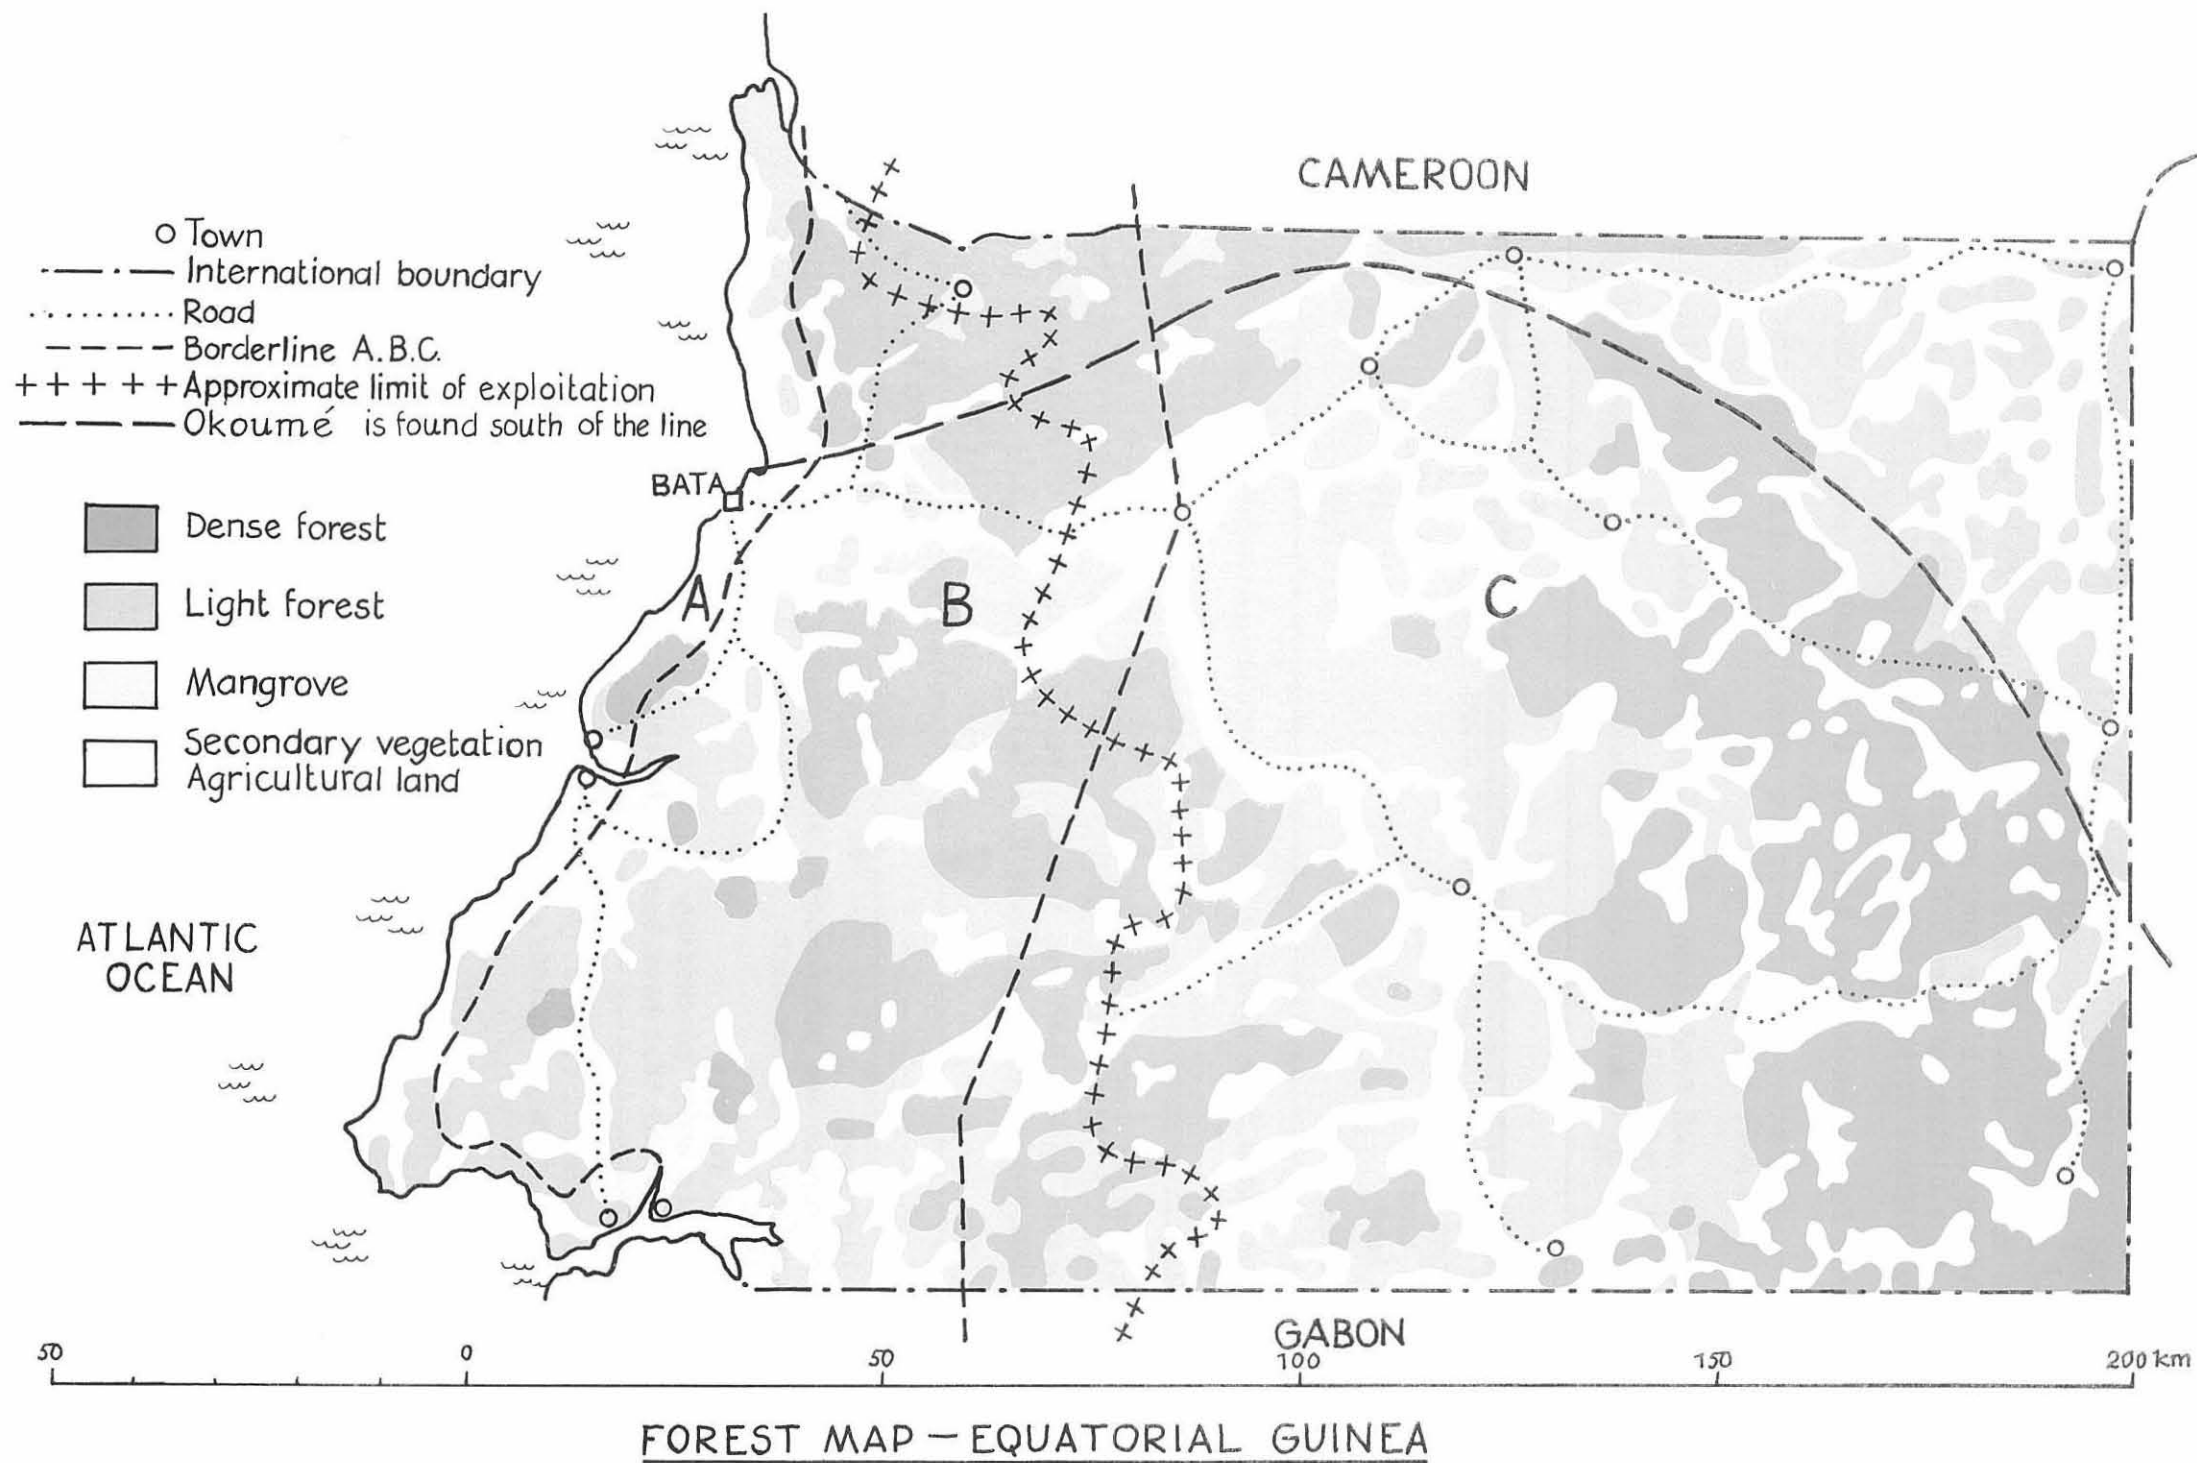 CAMEROON
Town
International boundary
Road
Borderline A.B.C.
Approximate limit of exploitation
Okoumé is found south of the line
BATA
Dense forest
Light forest
Mangrove
Secondary vegetation
Agricultural land
A
B
C
ATLANTIC
OCEAN
GABON
50 0 50 100 150 200 km
FOREST MAP – EQUATORIAL GUINEA